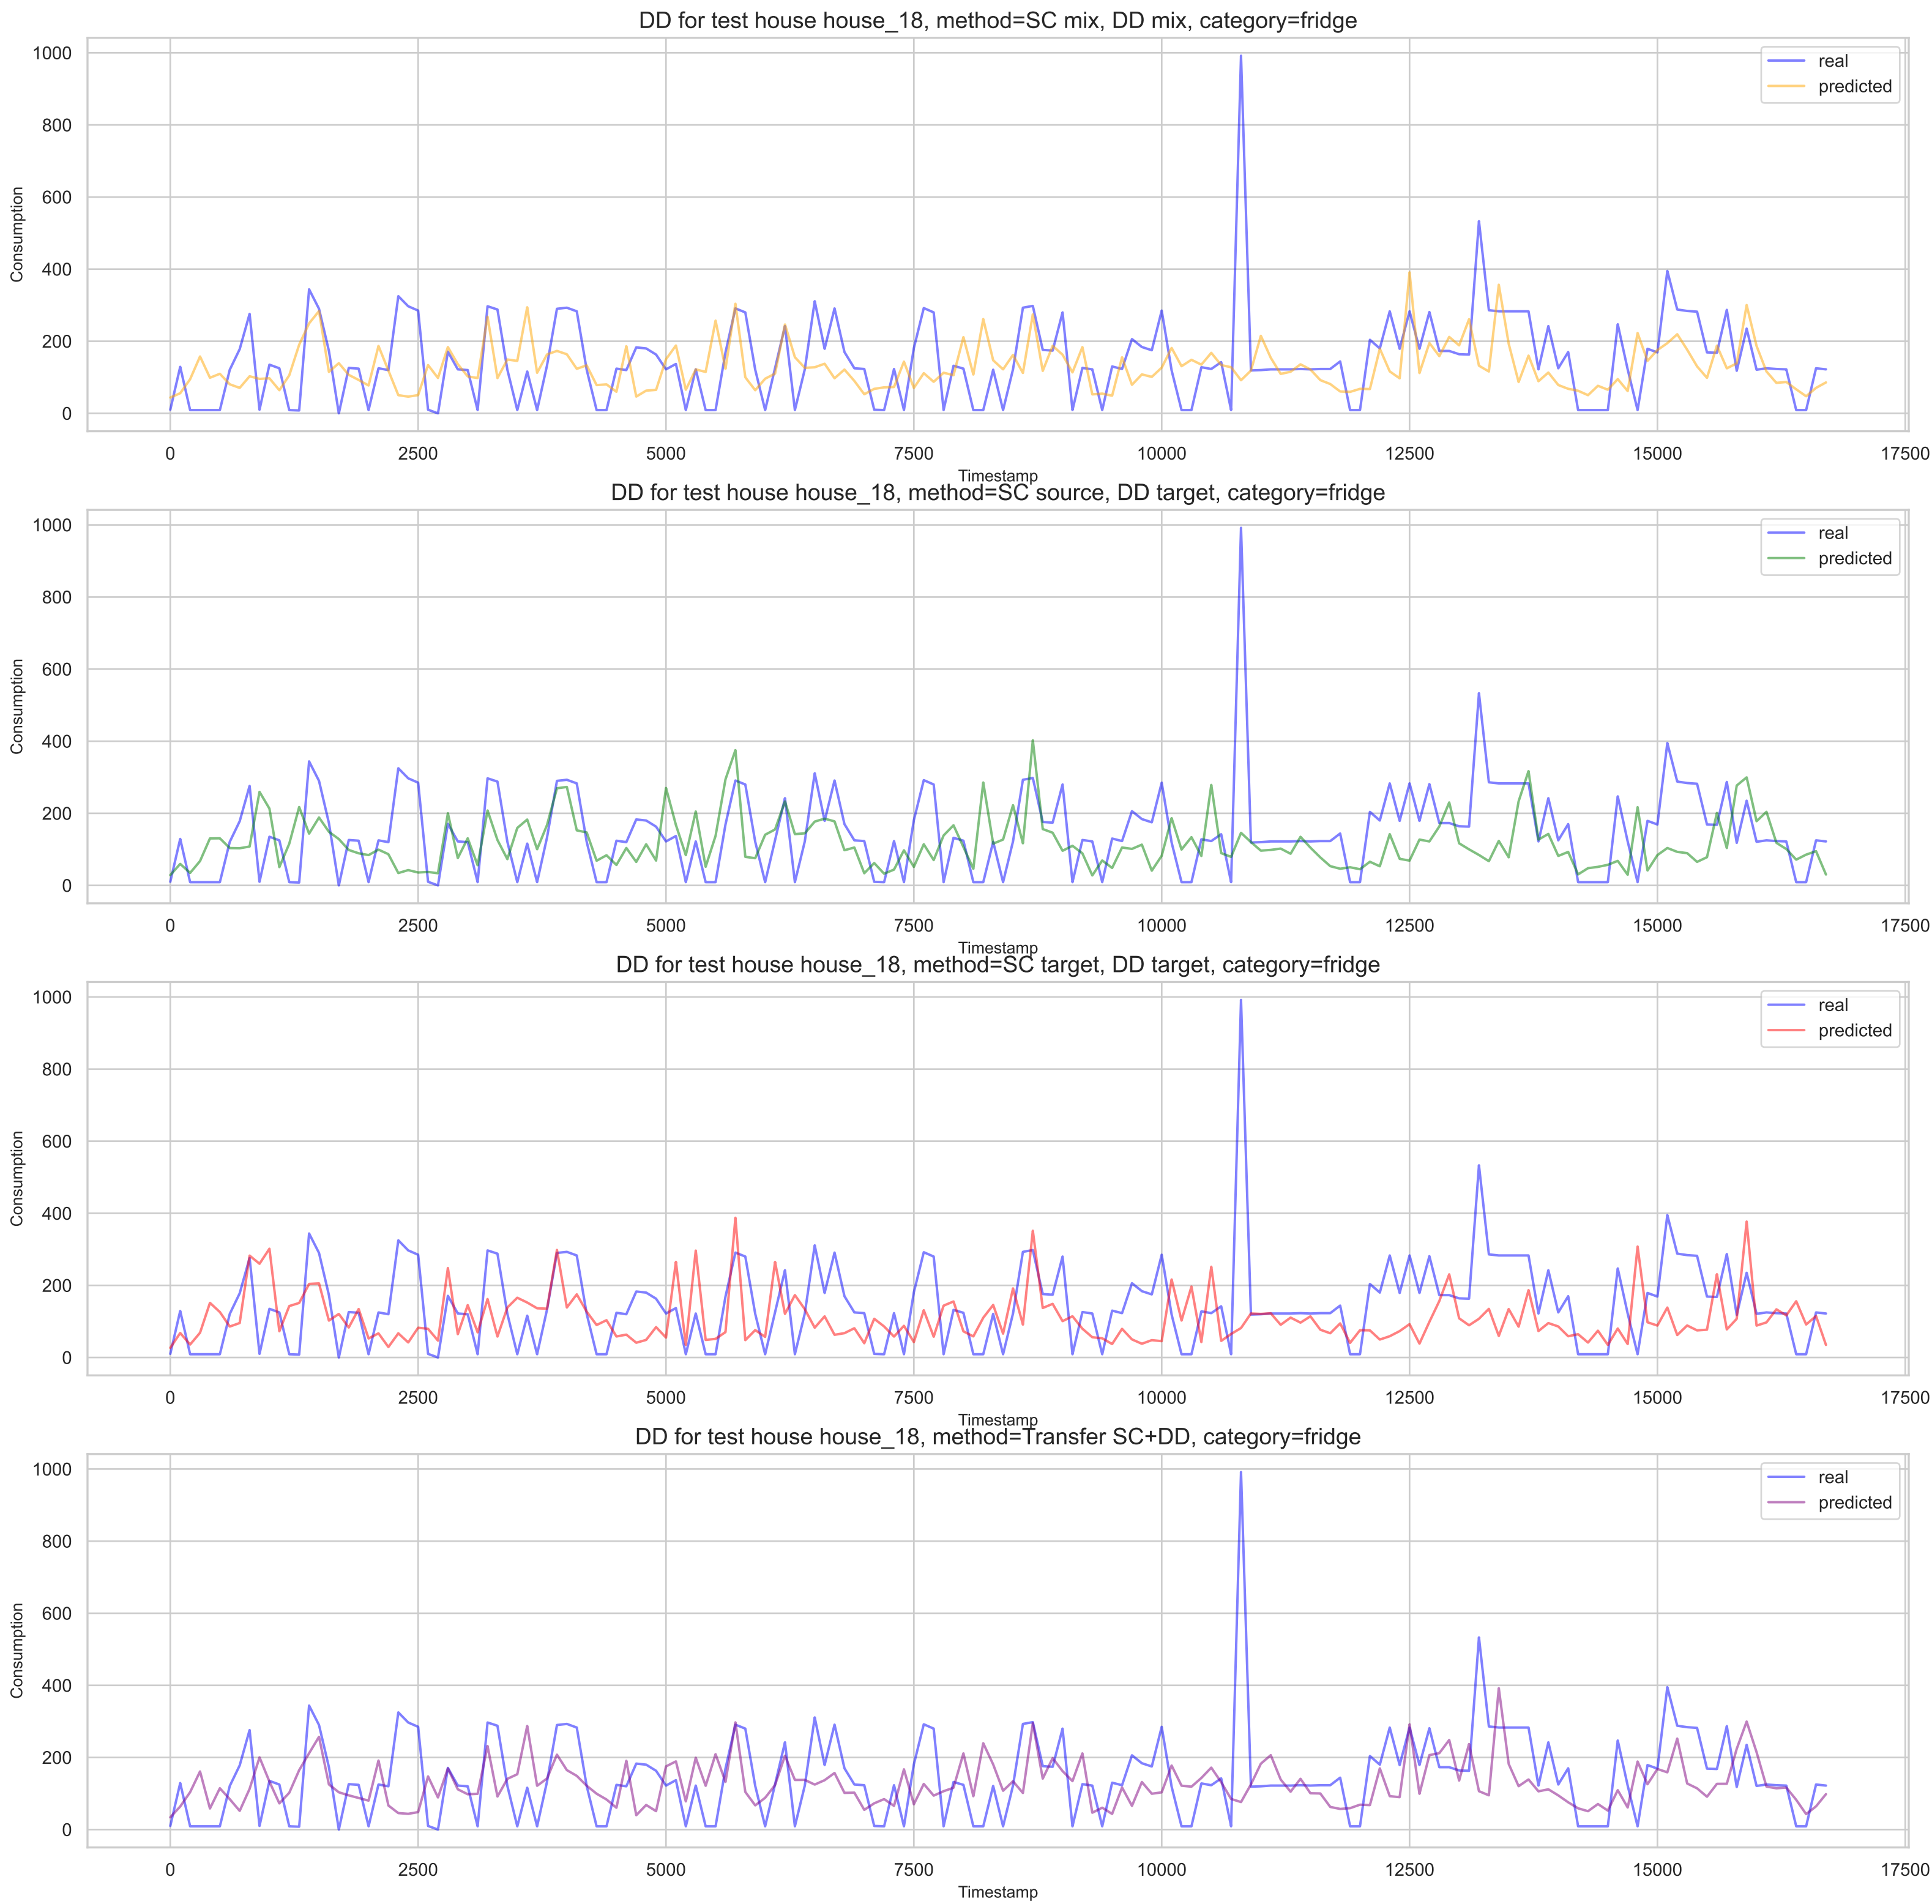 DD for test house house_18, method=SC mix, DD mix, category=fridge
1000
800
600
400
200
0
Consumption
real
predicted
0 2500 5000 7500 10000 12500 15000 17500
Timestamp
DD for test house house_18, method=SC source, DD target, category=fridge
1000
800
600
400
200
0
Consumption
real
predicted
0 2500 5000 7500 10000 12500 15000 17500
Timestamp
DD for test house house_18, method=SC target, DD target, category=fridge
1000
800
600
400
200
0
Consumption
real
predicted
0 2500 5000 7500 10000 12500 15000 17500
Timestamp
DD for test house house_18, method=Transfer SC+DD, category=fridge
1000
800
600
400
200
0
Consumption
real
predicted
0 2500 5000 7500 10000 12500 15000 17500
Timestamp